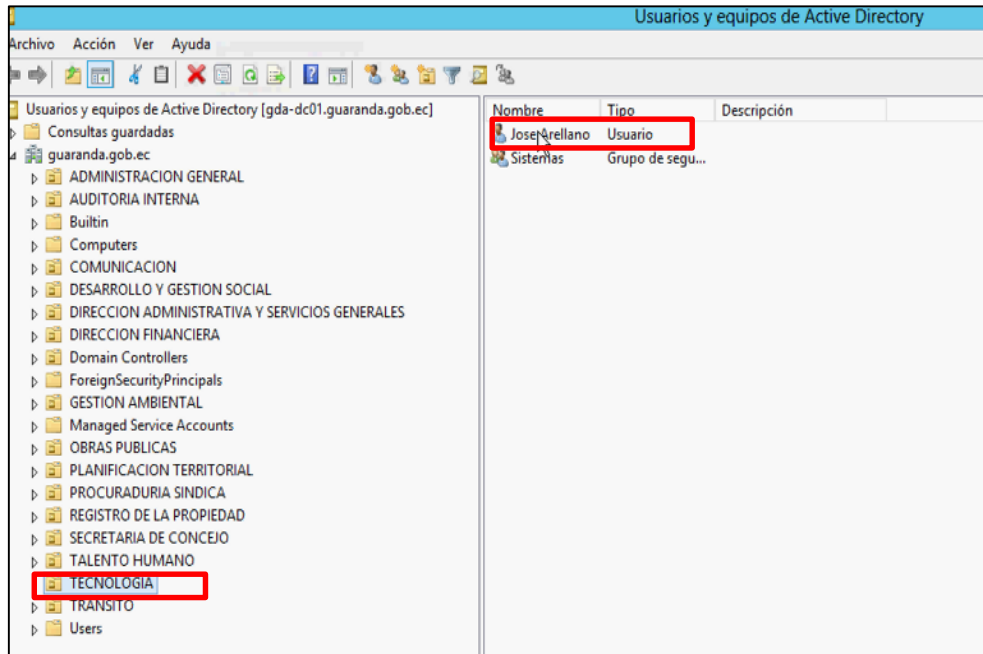 Usuarios y equipos de Active Directory
Archivo Acción Ver Ayuda
Usuarios y equipos de Active Directory [gda-dc01.guaranda.gob.ec]
Consultas guardadas
guaranda.gob.ec
ADMINISTRACION GENERAL
AUDITORIA INTERNA
Builtin
Computers
COMUNICACION
DESARROLLO Y GESTION SOCIAL
DIRECCION ADMINISTRATIVA Y SERVICIOS GENERALES
DIRECCION FINANCIERA
Domain Controllers
ForeignSecurityPrincipals
GESTION AMBIENTAL
Managed Service Accounts
OBRAS PUBLICAS
PLANIFICACION TERRITORIAL
PROCURADURIA SINDICA
REGISTRO DE LA PROPIEDAD
SECRETARIA DE CONCEJO
TALENTO HUMANO
TECNOLOGIA
TRANSITO
Users
Nombre Tipo Descripción
Jose Arellano Usuario
Sistemas Grupo de segu...